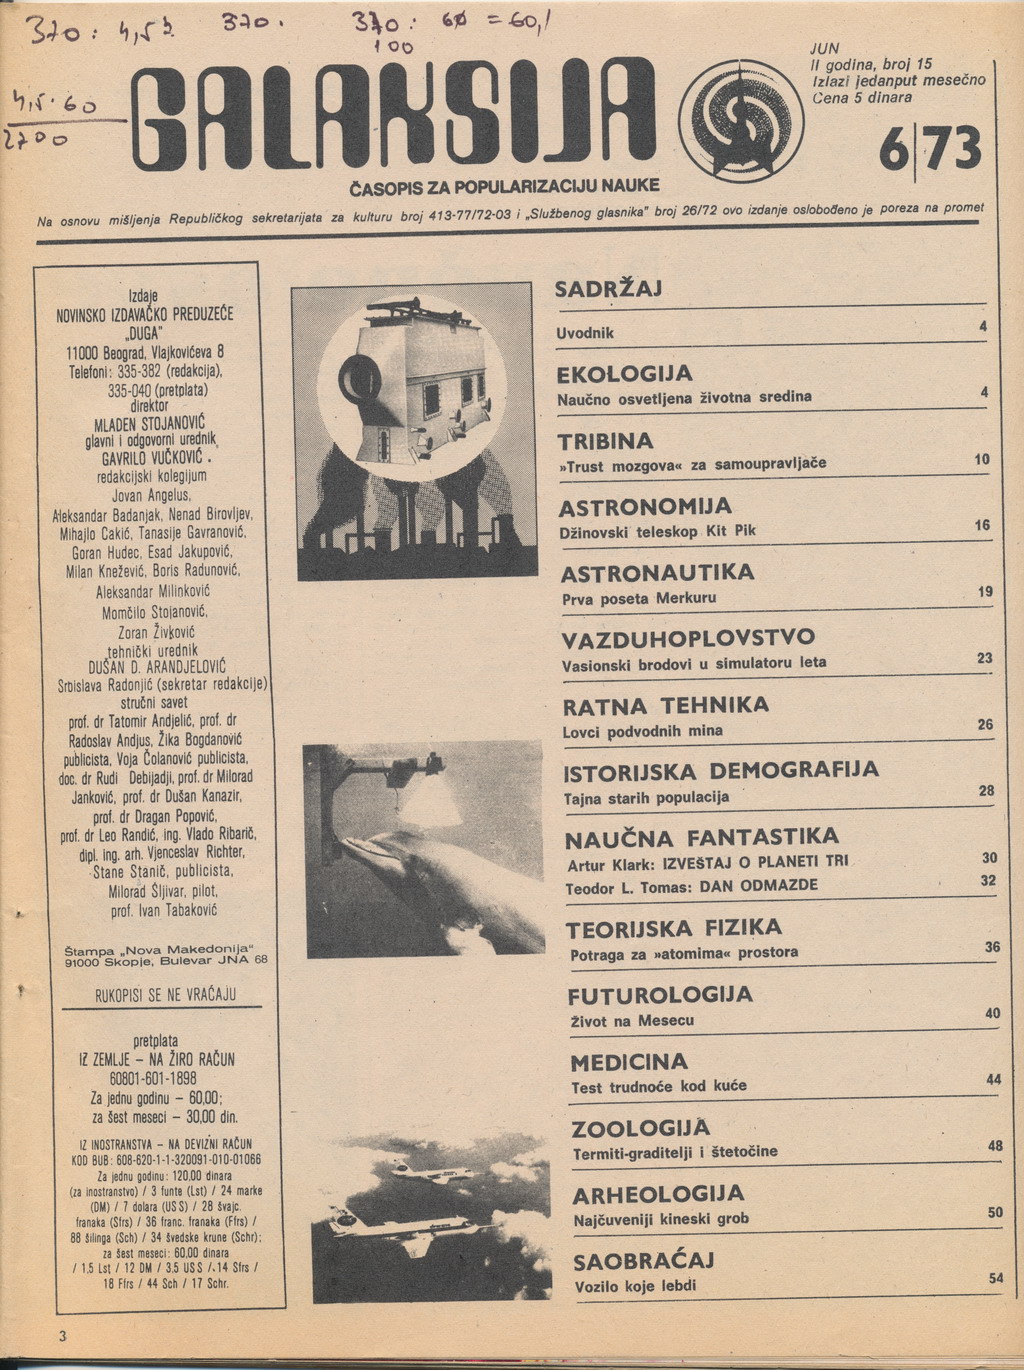 370 : 4,5
370 .
370 : 60 = 60,/
100
4,5 · 60
2700
GALAKSIJA
ČASOPIS ZA POPULARIZACIJU NAUKE
JUN
II godina, broj 15
Izlazi jedanput mesečno
Cena 5 dinara
6|73
Na osnovu mišljenja Republičkog sekretarijata za kulturu broj 413-77/72-03 i „Službenog glasnika" broj 26/72 ovo izdanje oslobođeno je poreza na promet
Izdaje
NOVINSKO IZDAVAČKO PREDUZEĆE
„DUGA"
11000 Beograd, Vlajkovićeva 8
Telefoni: 335-382 (redakcija),
335-040 (pretplata)
direktor
MLADEN STOJANOVIĆ
glavni i odgovorni urednik
GAVRILO VUČKOVIĆ .
redakcijski kolegijum
Jovan Angelus,
Aleksandar Badanjak, Nenad Birovljev,
Mihajlo Cakić, Tanasije Gavranović,
Goran Hudec, Esad Jakupović,
Milan Knežević, Boris Radunović,
Aleksandar Milinković
Momčilo Stojanović,
Zoran Živković
tehnički urednik
DUŠAN D. ARANDJELOVIĆ
Srbislava Radonjić (sekretar redakcije)
stručni savet
prof. dr Tatomir Andjelić, prof. dr
Radoslav Andjus, Žika Bogdanović
publicista, Voja Čolanović publicista,
doc. dr Rudi Debijadji, prof. dr Milorad
Janković, prof. dr Dušan Kanazir,
prof. dr Dragan Popović,
prof. dr Leo Randić, ing. Vlado Ribarič,
dipl. ing. arh. Vjenceslav Richter,
Stane Stanič, publicista,
Milorad Šljivar, pilot,
prof. Ivan Tabaković
Štampa „Nova Makedonija"
91000 Skopje, Bulevar JNA 68
RUKOPISI SE NE VRAĆAJU
pretplata
IZ ZEMLJE – NA ŽIRO RAČUN
60801-601-1898
Za jednu godinu – 60,00;
za šest meseci – 30,00 din.
IZ INOSTRANSTVA – NA DEVIZNI RAČUN
KOD BUB: 608-620-1-1-320091-010-01066
Za jednu godinu: 120,00 dinara
(za inostranstvo) / 3 funte (Lst) / 24 marke
(DM) / 7 dolara (US $) / 28 švajc.
franaka (Sfrs) / 36 franc. franaka (Ffrs) /
88 šilinga (Sch) / 34 švedske krune (Schr);
za šest meseci: 60,00 dinara
/ 1,5 Lst / 12 DM / 3,5 US $ / 14 Sfrs /
18 Ffrs / 44 Sch / 17 Schr.
SADRŽAJ
Uvodnik 4
EKOLOGIJA
Naučno osvetljena životna sredina 4
TRIBINA
»Trust mozgova« za samoupravljače 10
ASTRONOMIJA
Džinovski teleskop Kit Pik 16
ASTRONAUTIKA
Prva poseta Merkuru 19
VAZDUHOPLOVSTVO
Vasionski brodovi u simulatoru leta 23
RATNA TEHNIKA
Lovci podvodnih mina 26
ISTORIJSKA DEMOGRAFIJA
Tajna starih populacija 28
NAUČNA FANTASTIKA
Artur Klark: IZVEŠTAJ O PLANETI TRI 30
Teodor L. Tomas: DAN ODMAZDE 32
TEORIJSKA FIZIKA
Potraga za »atomima« prostora 36
FUTUROLOGIJA
Život na Mesecu 40
MEDICINA
Test trudnoće kod kuće 44
ZOOLOGIJA
Termiti-graditelji i štetočine 48
ARHEOLOGIJA
Najčuveniji kineski grob 50
SAOBRAĆAJ
Vozilo koje lebdi 54
3